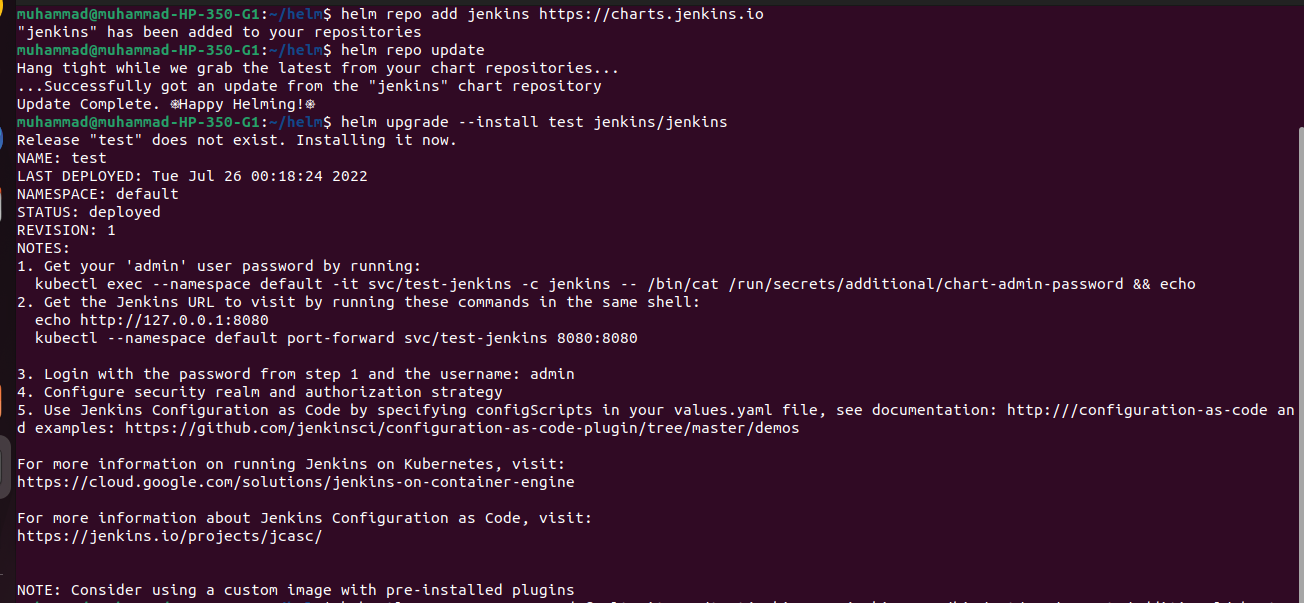 muhammad@muhammad-HP-350-G1:~/helm$ helm repo add jenkins https://charts.jenkins.io
"jenkins" has been added to your repositories
muhammad@muhammad-HP-350-G1:~/helm$ helm repo update
Hang tight while we grab the latest from your chart repositories...
...Successfully got an update from the "jenkins" chart repository
Update Complete. ⎈Happy Helming!⎈
muhammad@muhammad-HP-350-G1:~/helm$ helm upgrade --install test jenkins/jenkins
Release "test" does not exist. Installing it now.
NAME: test
LAST DEPLOYED: Tue Jul 26 00:18:24 2022
NAMESPACE: default
STATUS: deployed
REVISION: 1
NOTES:
1. Get your 'admin' user password by running:
  kubectl exec --namespace default -it svc/test-jenkins -c jenkins -- /bin/cat /run/secrets/additional/chart-admin-password && echo
2. Get the Jenkins URL to visit by running these commands in the same shell:
  echo http://127.0.0.1:8080
  kubectl --namespace default port-forward svc/test-jenkins 8080:8080
3. Login with the password from step 1 and the username: admin
4. Configure security realm and authorization strategy
5. Use Jenkins Configuration as Code by specifying configScripts in your values.yaml file, see documentation: http:///configuration-as-code an
d examples: https://github.com/jenkinsci/configuration-as-code-plugin/tree/master/demos
For more information on running Jenkins on Kubernetes, visit:
https://cloud.google.com/solutions/jenkins-on-container-engine
For more information about Jenkins Configuration as Code, visit:
https://jenkins.io/projects/jcasc/
NOTE: Consider using a custom image with pre-installed plugins